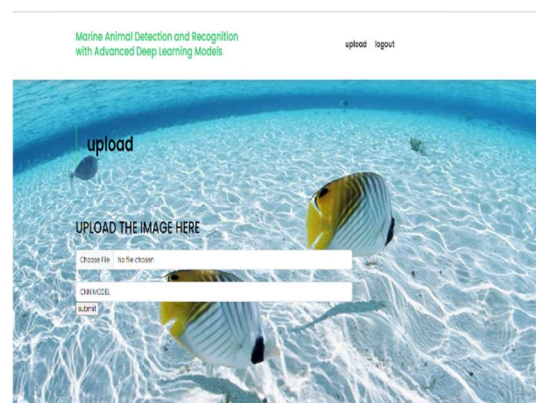 Marine Animal Detection and Recognition
with Advanced Deep Learning Models
upload logout
upload
UPLOAD THE IMAGE HERE
Choose File No file chosen
CNN MODEL
submit